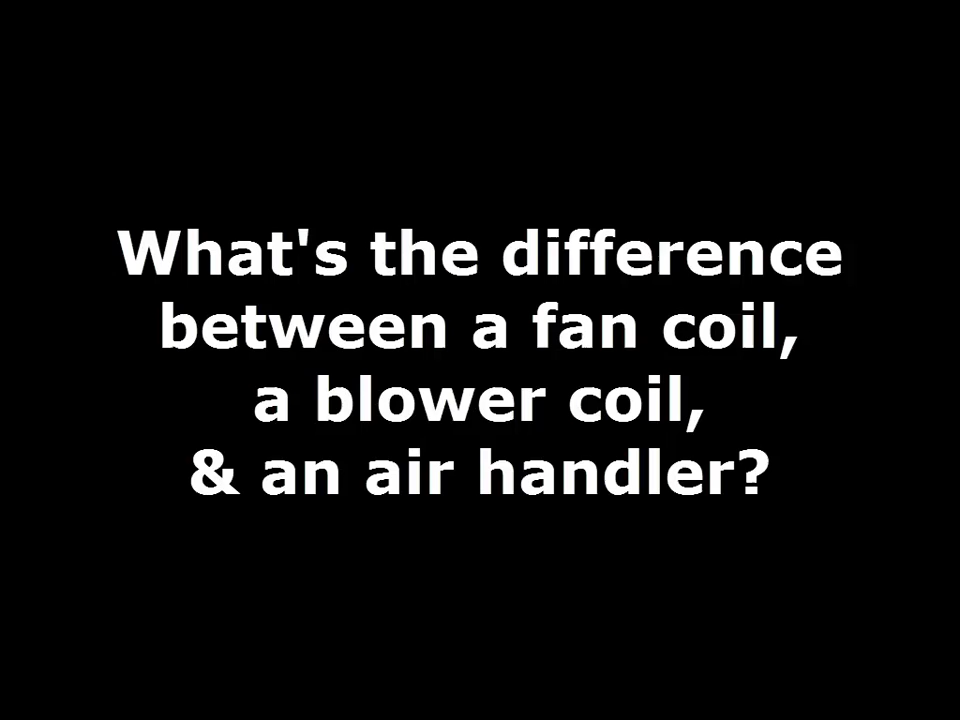 What's the difference
between a fan coil,
a blower coil,
& an air handler?